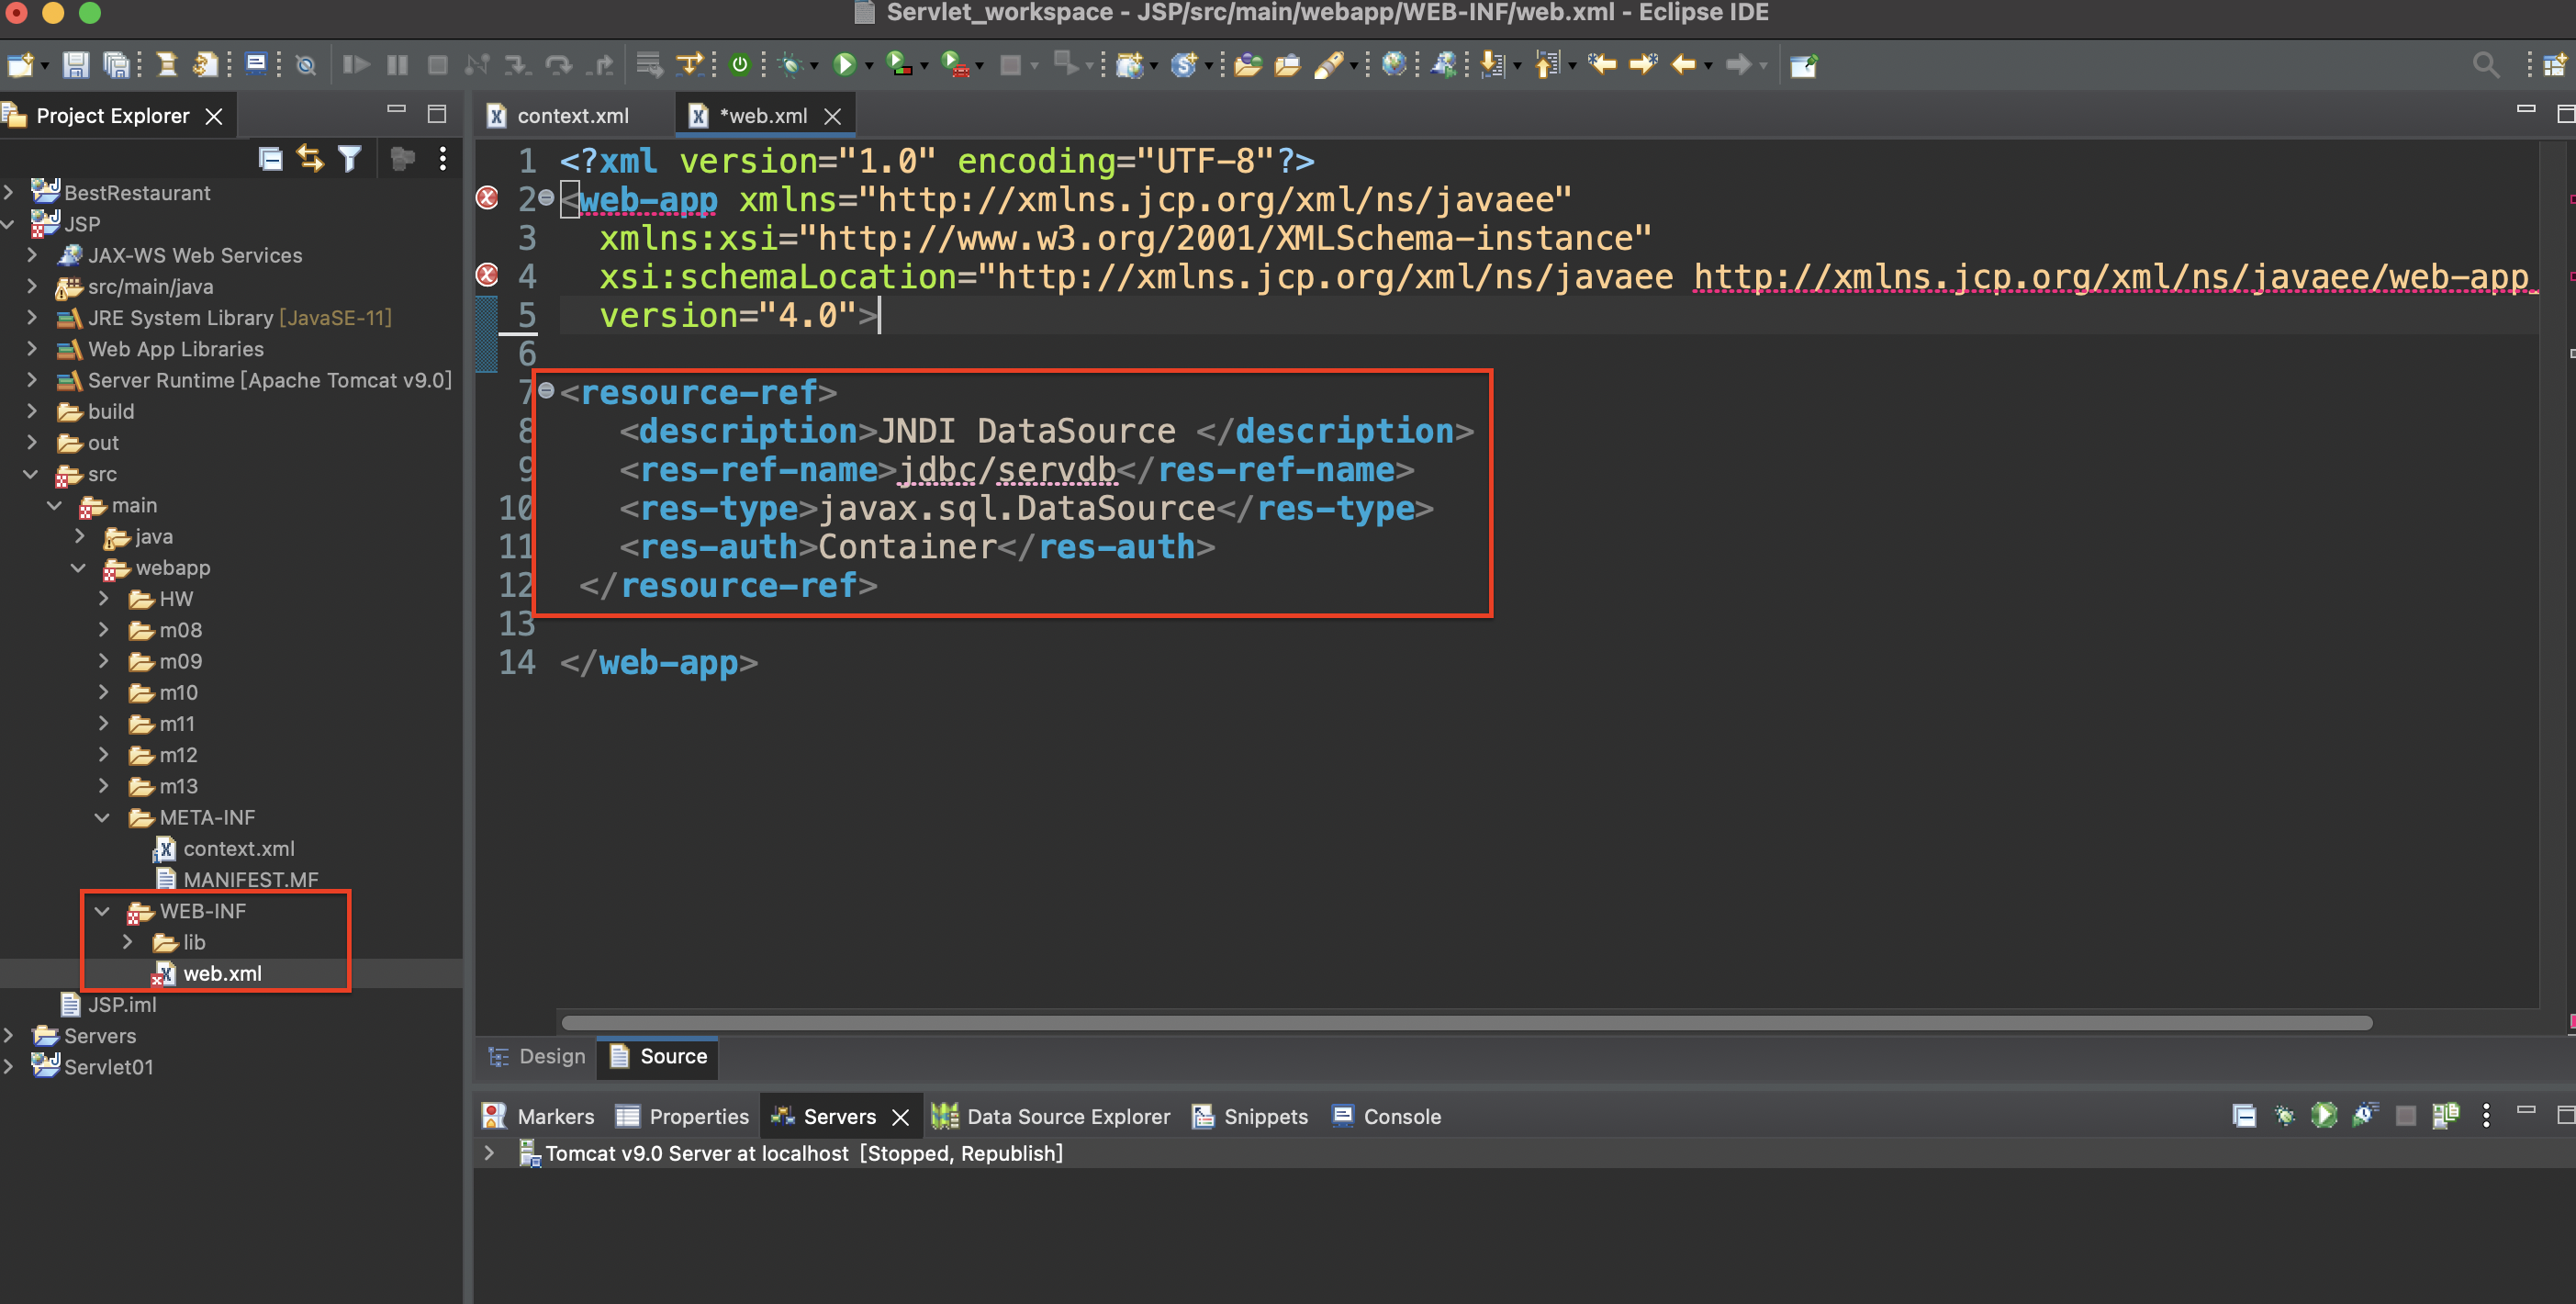 Servlet_workspace - JSP/src/main/webapp/WEB-INF/web.xml - Eclipse IDE
Project Explorer
BestRestaurant
JSP
JAX-WS Web Services
src/main/java
JRE System Library [JavaSE-11]
Web App Libraries
Server Runtime [Apache Tomcat v9.0]
build
out
src
main
java
webapp
HW
m08
m09
m10
m11
m12
m13
META-INF
context.xml
MANIFEST.MF
WEB-INF
lib
web.xml
JSP.iml
Servers
Servlet01
context.xml
*web.xml
1 <?xml version="1.0" encoding="UTF-8"?>
2 <web-app xmlns="http://xmlns.jcp.org/xml/ns/javaee"
3 xmlns:xsi="http://www.w3.org/2001/XMLSchema-instance"
4 xsi:schemaLocation="http://xmlns.jcp.org/xml/ns/javaee http://xmlns.jcp.org/xml/ns/javaee/web-app_
5 version="4.0">
6
7 <resource-ref>
8 <description>JNDI DataSource </description>
9 <res-ref-name>jdbc/servdb</res-ref-name>
10 <res-type>javax.sql.DataSource</res-type>
11 <res-auth>Container</res-auth>
12 </resource-ref>
13
14 </web-app>
Design
Source
Markers
Properties
Servers
Data Source Explorer
Snippets
Console
Tomcat v9.0 Server at localhost [Stopped, Republish]